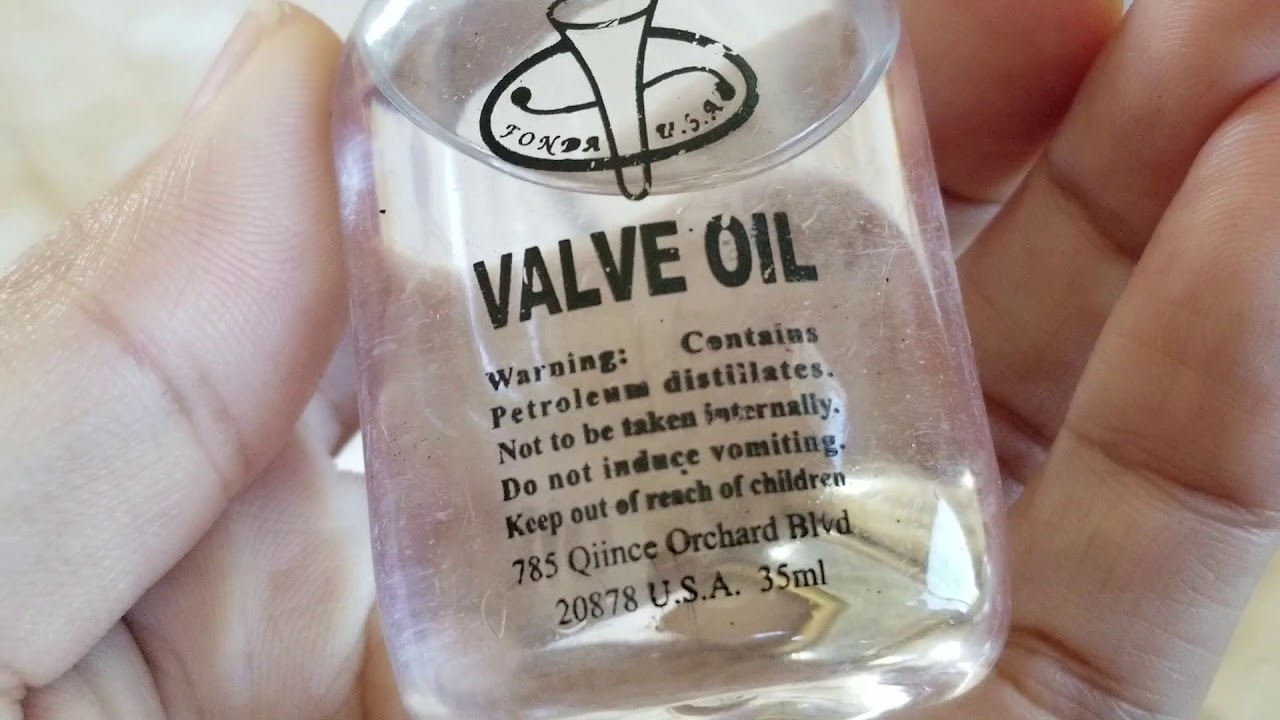 FONDA U.S.A
VALVE OIL
Warning: Contains
Petroleum distillates.
Not to be taken internally.
Do not induce vomiting.
Keep out of reach of children
785 Qiince Orchard Blvd
20878 U.S.A. 35ml